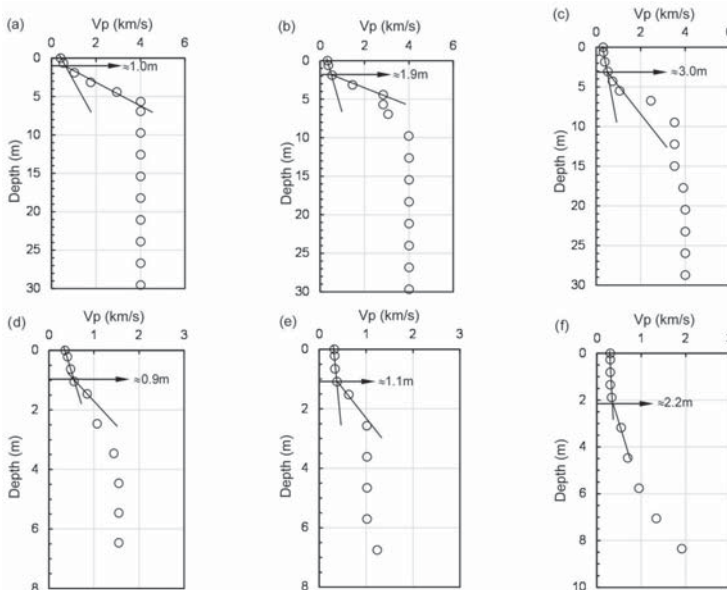 (a)
Vp (km/s)
0 2 4 6
0
5
10
15
20
25
30
Depth (m)
≈1.0m
(b)
Vp (km/s)
0 2 4 6
0
5
10
15
20
25
30
Depth (m)
≈1.9m
(c)
Vp (km/s)
0 2 4 6
0
5
10
15
20
25
30
Depth (m)
≈3.0m
(d)
Vp (km/s)
0 1 2 3
0
2
4
6
8
Depth (m)
≈0.9m
(e)
Vp (km/s)
0 1 2 3
0
2
4
6
8
Depth (m)
≈1.1m
(f)
Vp (km/s)
0 1 2 3
0
2
4
6
8
10
Depth (m)
≈2.2m